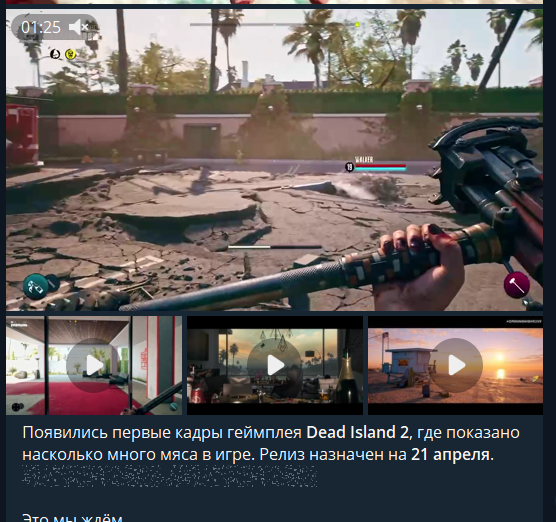 01:25
WALKER
19
Появились первые кадры геймплея Dead Island 2, где показано
насколько много мяса в игре. Релиз назначен на 21 апреля.
Это мы ждём